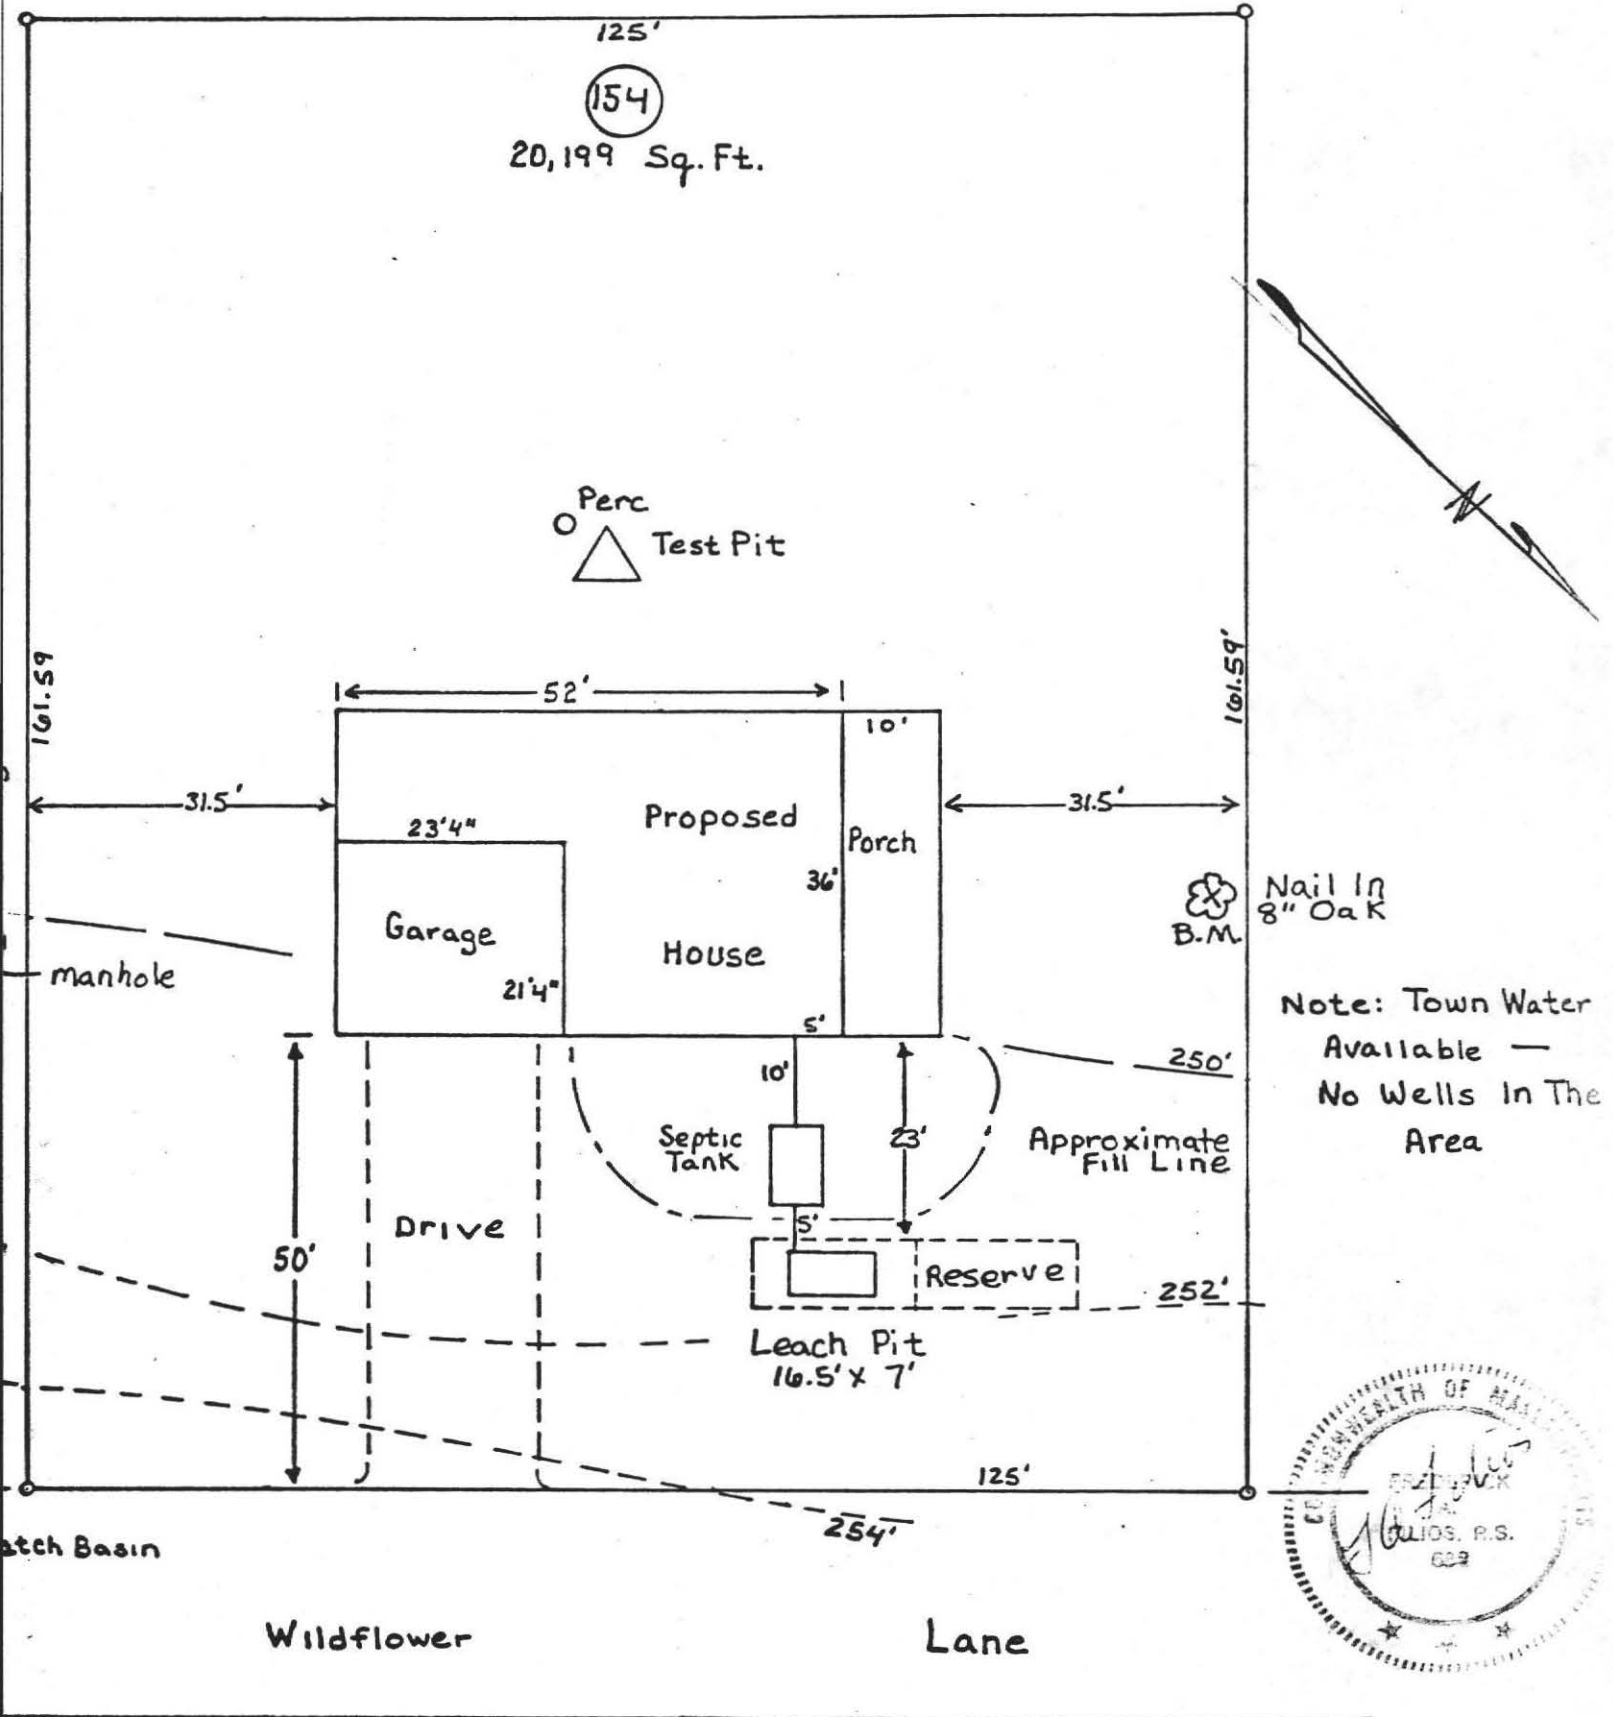 125'
154
20,199 Sq. Ft.
Perc
Test Pit
161.59
161.59'
52'
10'
31.5'
31.5'
23'4"
Proposed
Porch
36'
Nail In
8" Oak
B.M.
Garage
House
manhole
21'4"
5'
Note: Town Water
Available —
No Wells In The
Area
10'
250'
Septic
Tank
23'
Approximate
Fill Line
Drive
5'
50'
Reserve
252'
Leach Pit
16.5' X 7'
125'
254'
OF
R.S.
Basin
Wildflower Lane
N